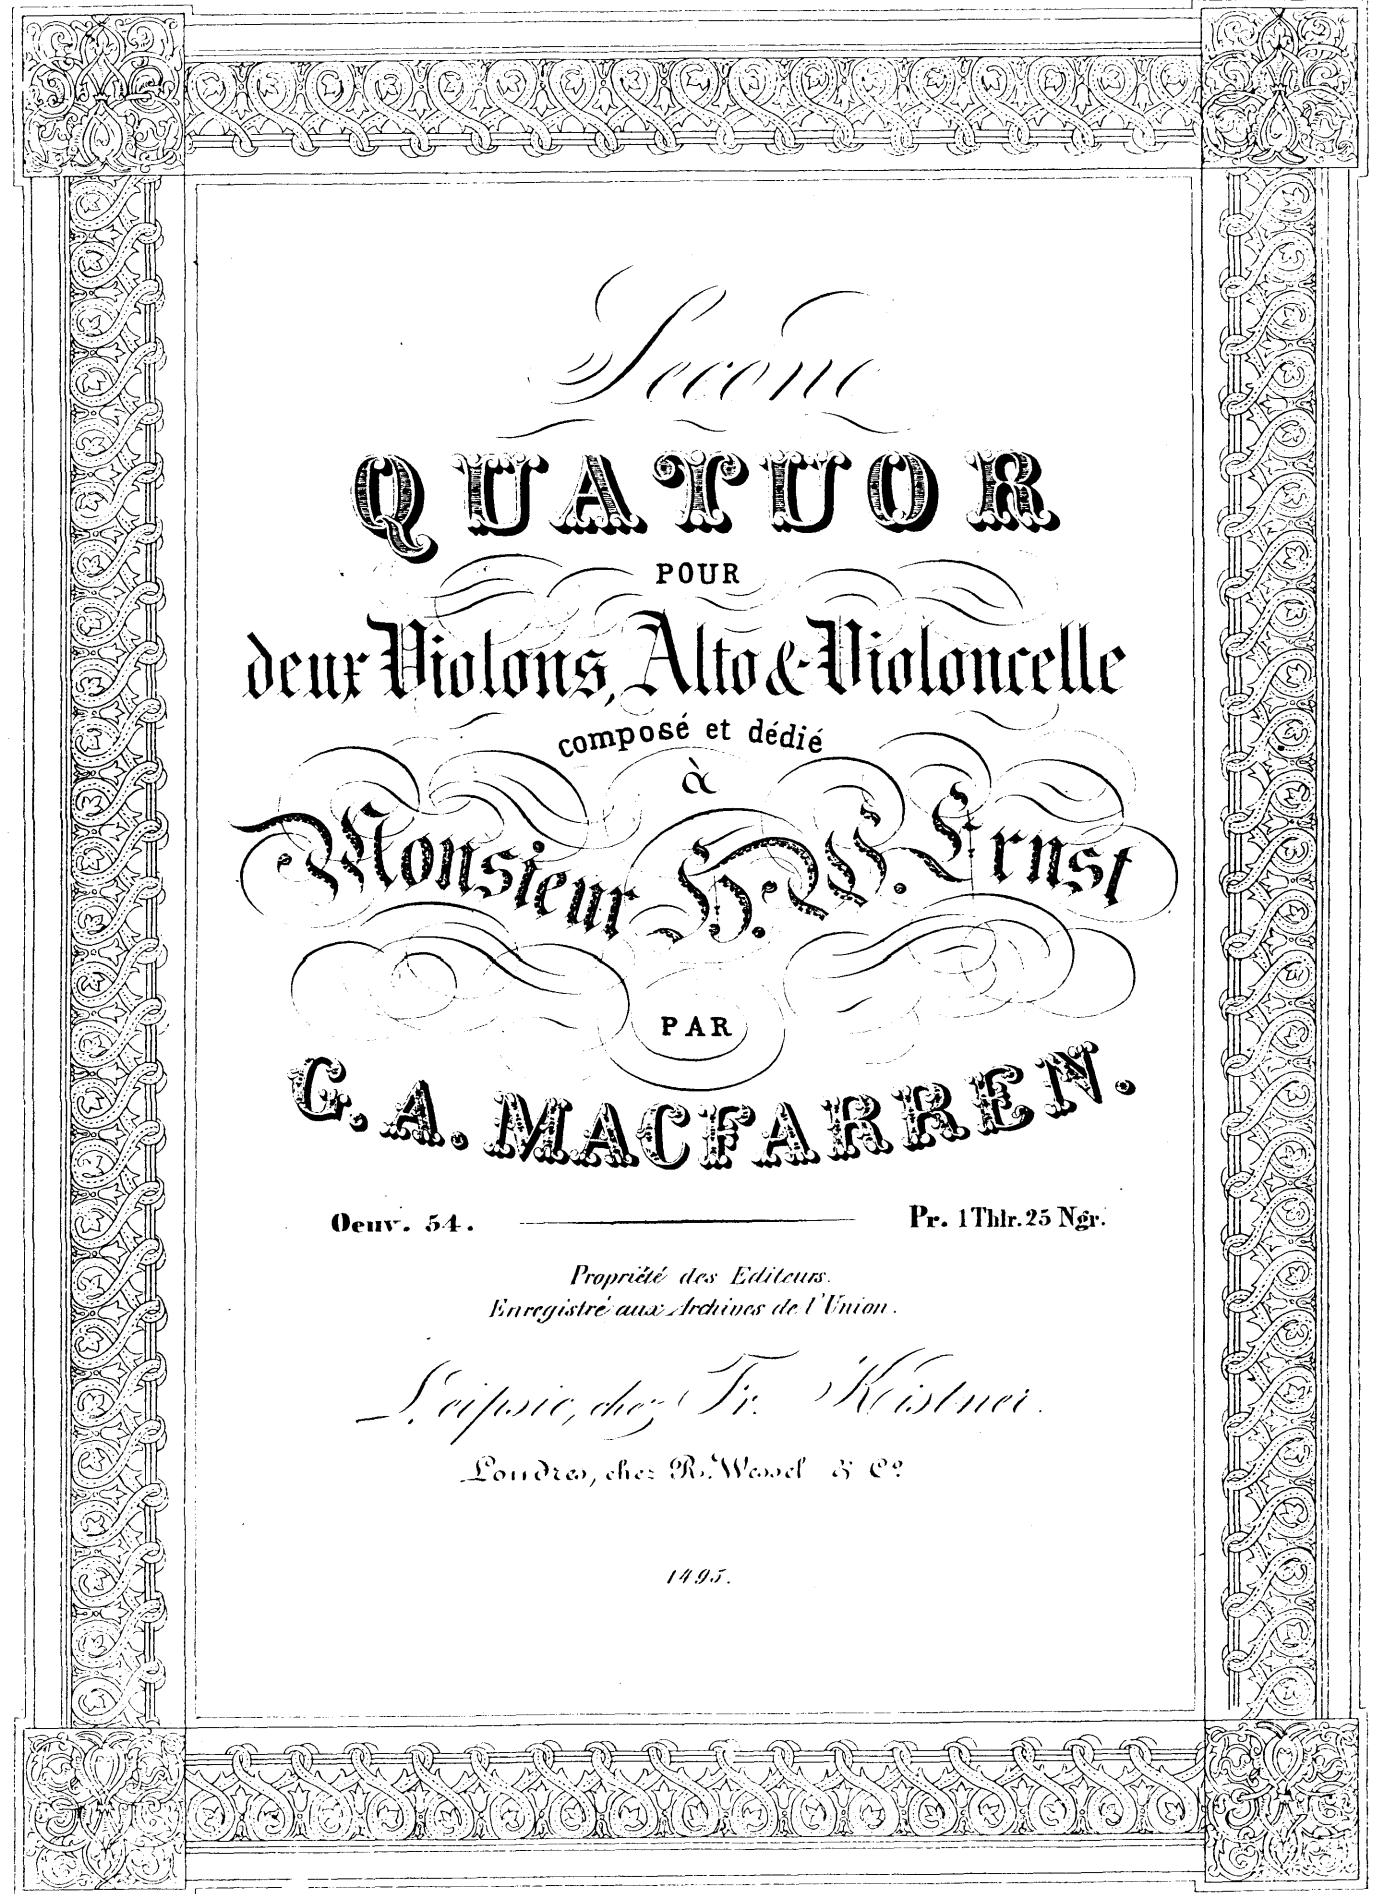 Second
QUATUOR
POUR
deux Violons, Alto & Violoncelle
composé et dédié
à
Monsieur H. W. Ernst
PAR
G. A. MACFARREN.
Oeuv. 54. Pr. 1 Thlr. 25 Ngr.
Propriété des Editeurs.
Enregistré aux Archives de l'Union.
Leipsic, chez Fr. Kistner.
Londres, chez R. Wessel & Co
1495.